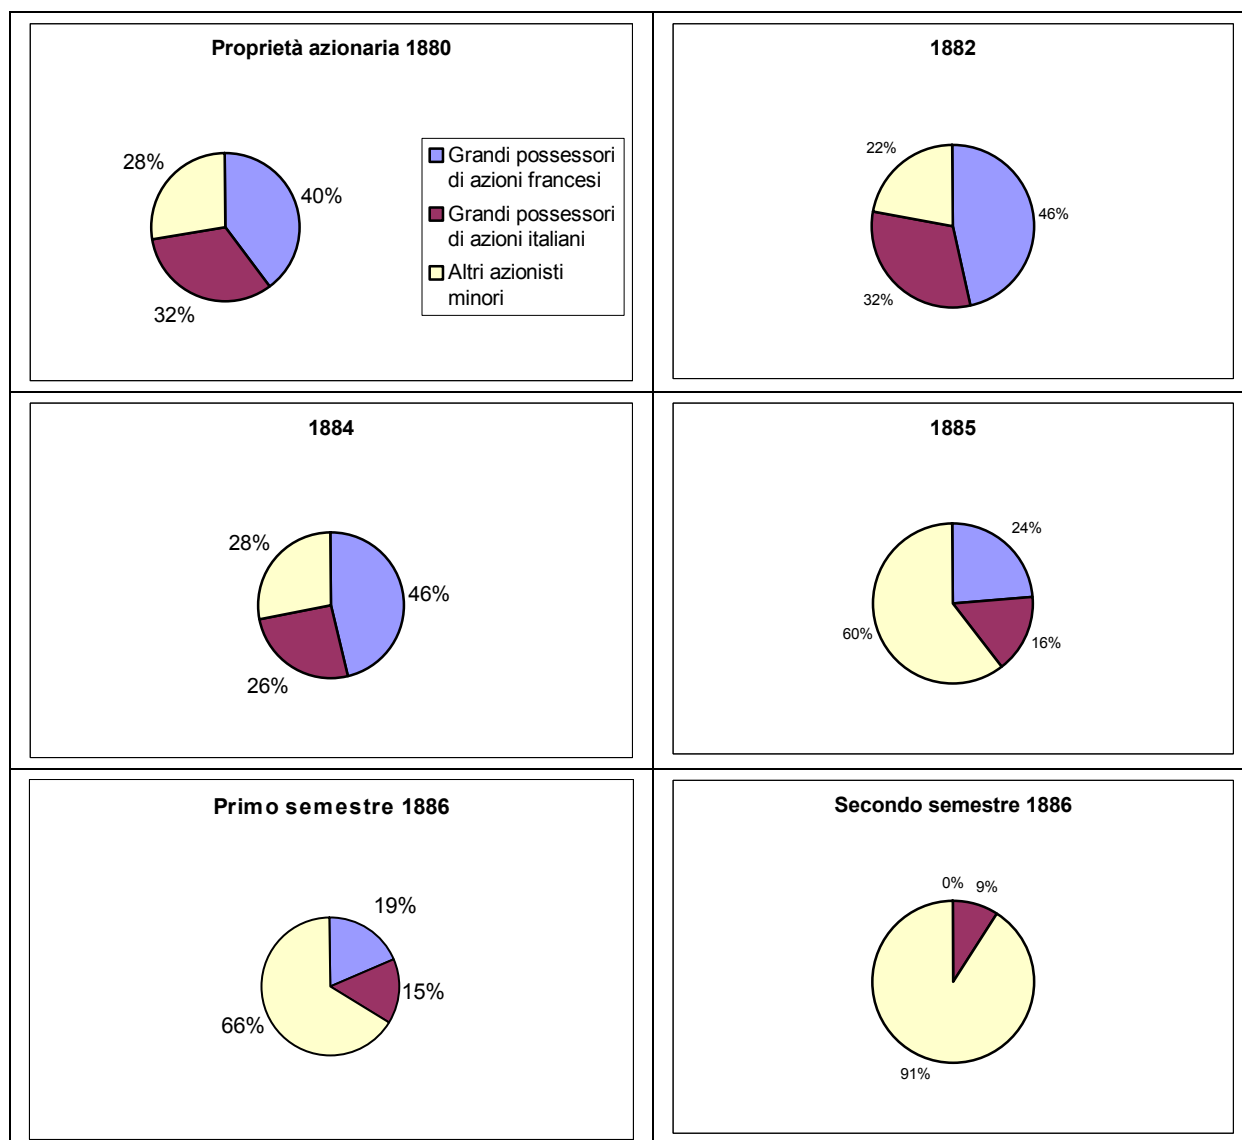 Proprietà azionaria 1880
28%
40%
32%
Grandi possessori
di azioni francesi
Grandi possessori
di azioni italiani
Altri azionisti
minori
1882
22%
46%
32%
1884
28%
46%
26%
1885
24%
60%
16%
Primo semestre 1886
19%
15%
66%
Secondo semestre 1886
0%
9%
91%